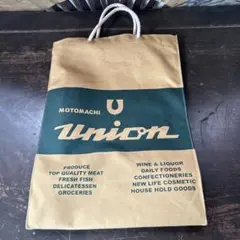 MOTOMACHI
U
union
PRODUCE
TOP QUALITY MEAT
FRESH FISH
DELICATESSEN
GROCERIES
WINE & LIQUOR
DAILY FOODS
CONFECTIONERIES
NEW LIFE COSMETIC
HOUSE HOLD GOODS